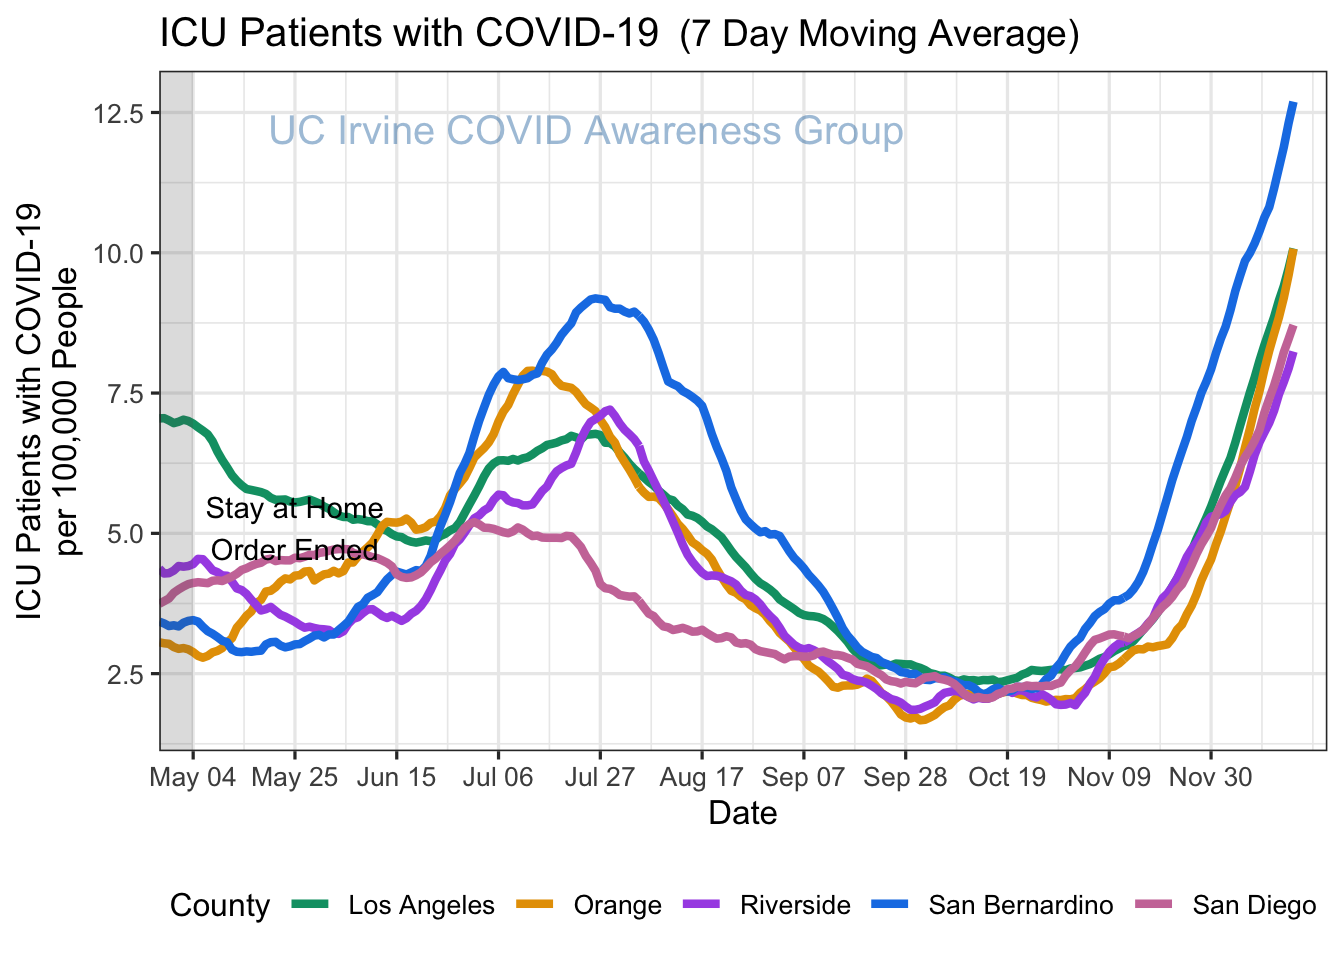 ICU Patients with COVID-19 (7 Day Moving Average)
ICU Patients with COVID-19
per 100,000 People
12.5
10.0
7.5
5.0
2.5
UC Irvine COVID Awareness Group
Stay at Home
Order Ended
May 04 May 25 Jun 15 Jul 06 Jul 27 Aug 17 Sep 07 Sep 28 Oct 19 Nov 09 Nov 30
Date
County Los Angeles Orange Riverside San Bernardino San Diego